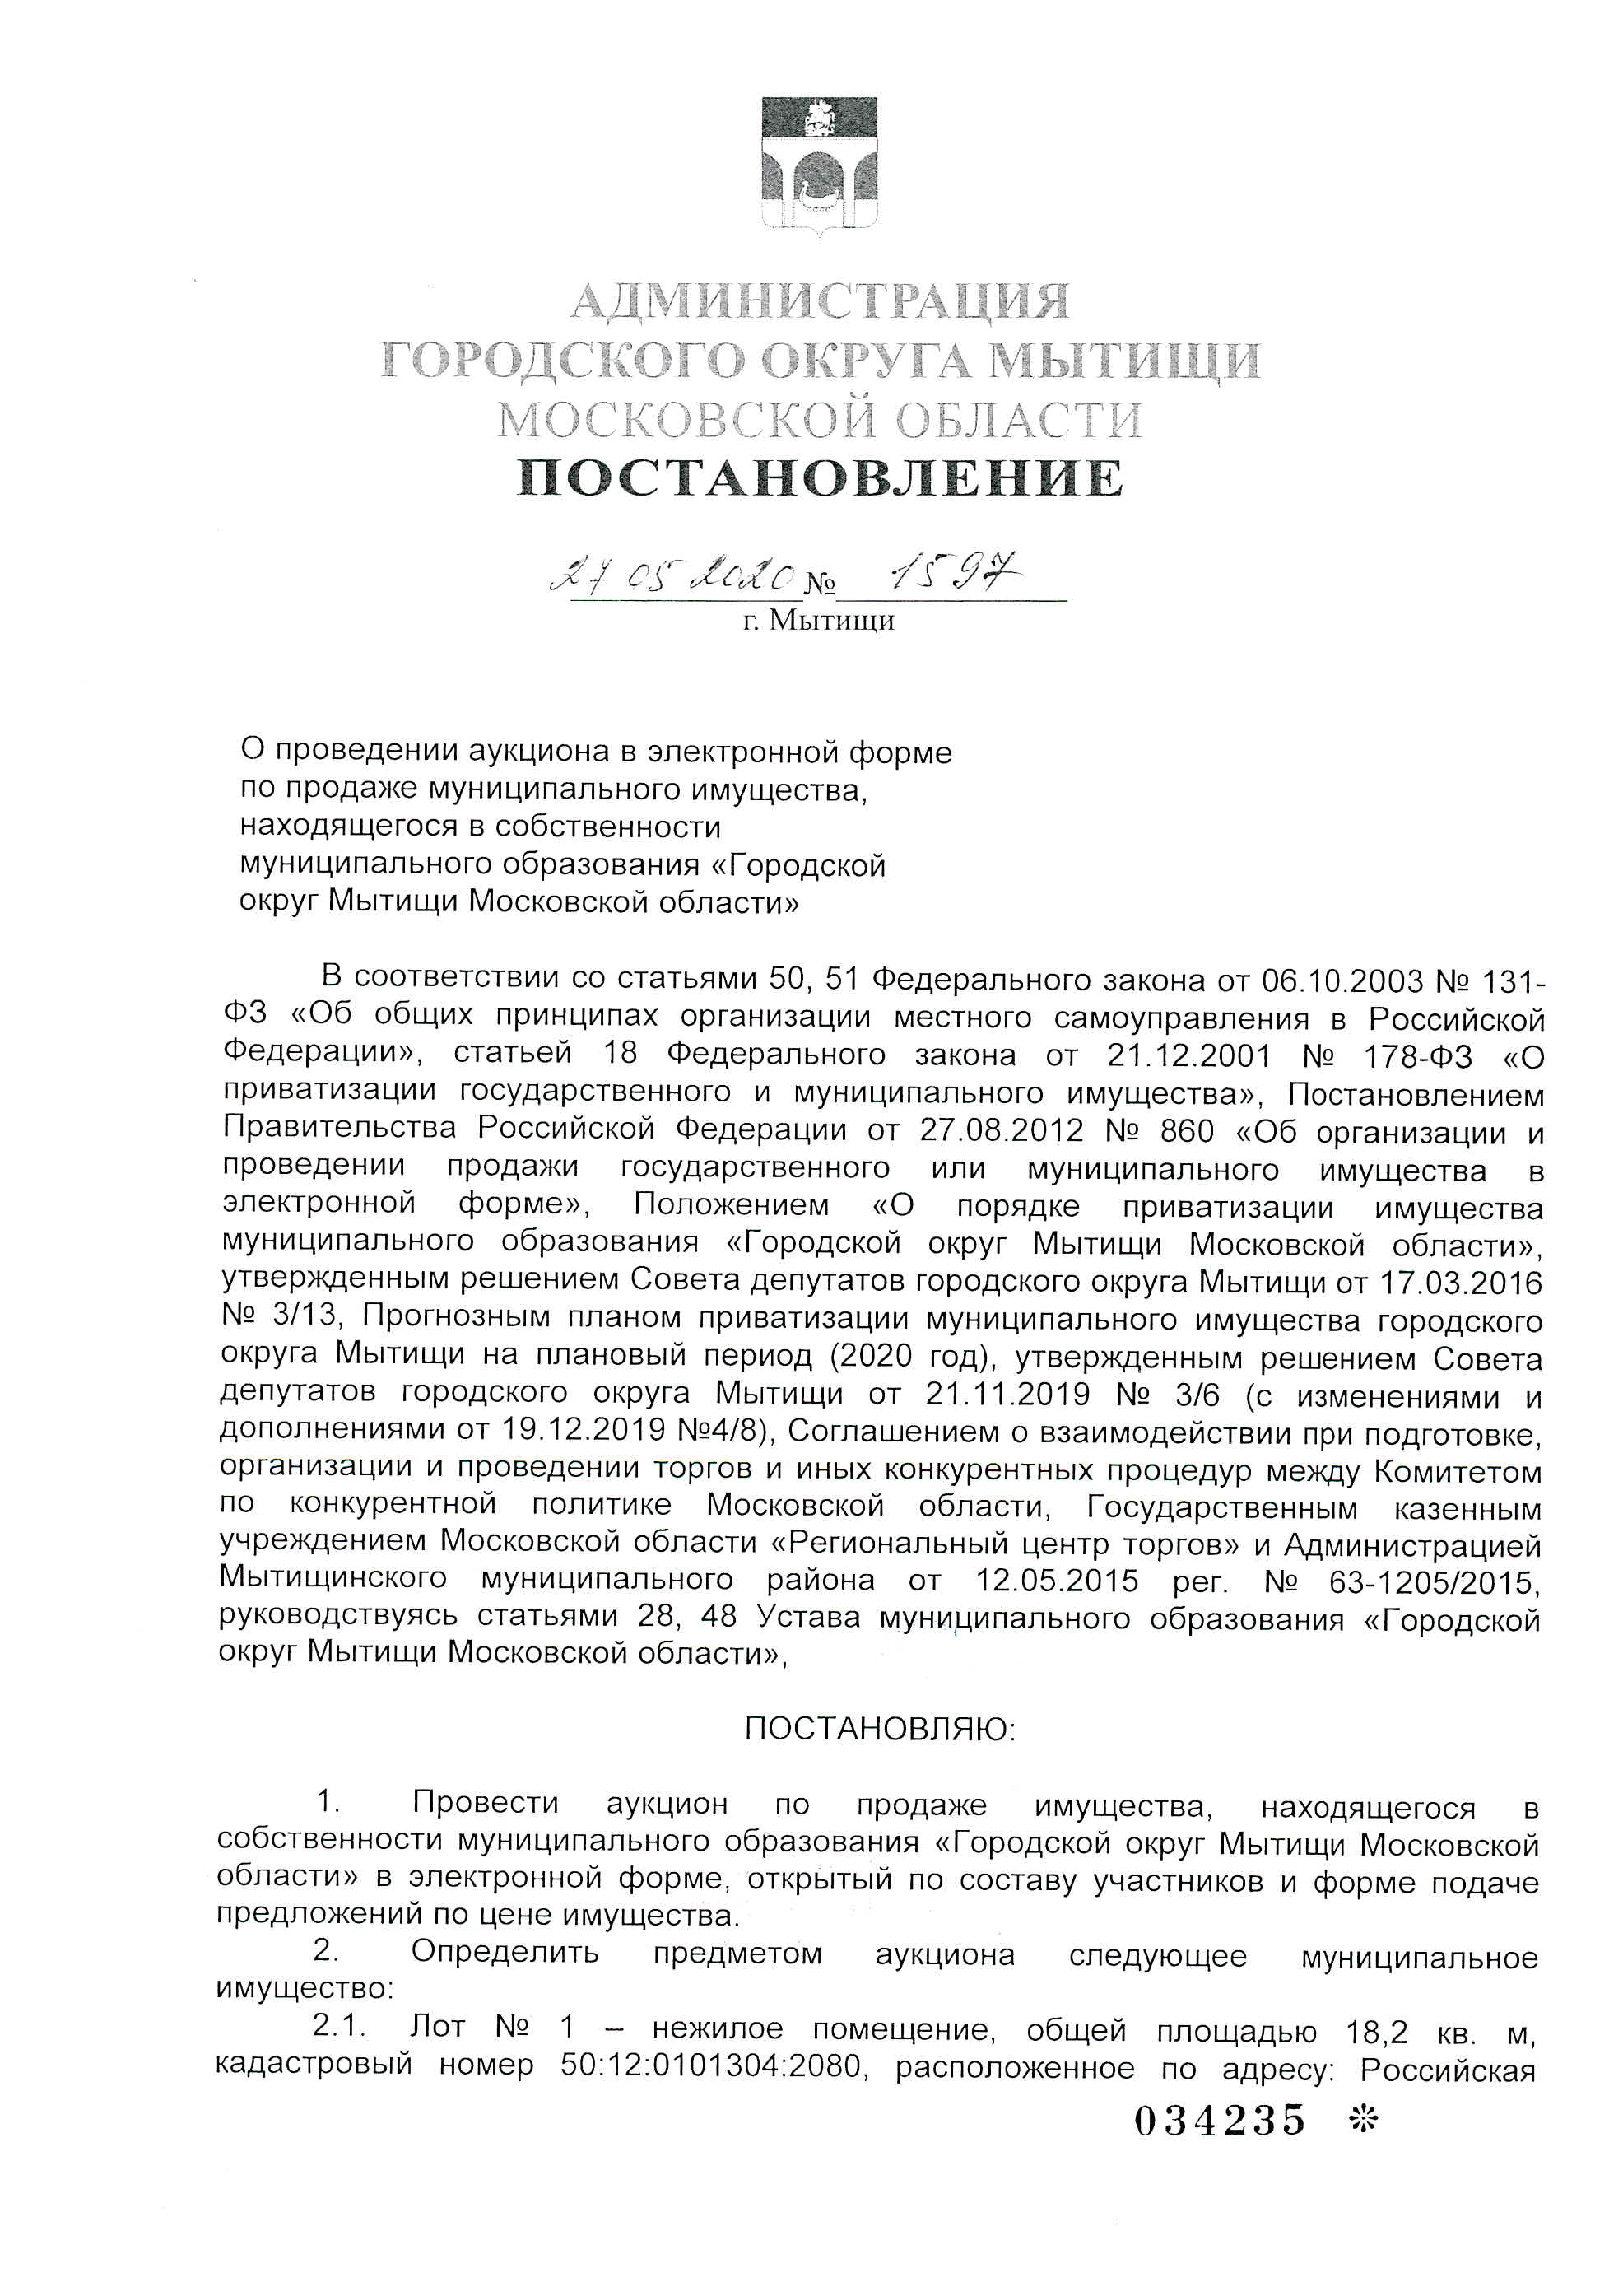 АДМИНИСТРАЦИЯ
ГОРОДСКОГО ОКРУГА МЫТИЩИ
МОСКОВСКОЙ ОБЛАСТИ
ПОСТАНОВЛЕНИЕ
27 05 2020 № 1597
г. Мытищи
О проведении аукциона в электронной форме
по продаже муниципального имущества,
находящегося в собственности
муниципального образования «Городской
округ Мытищи Московской области»
В соответствии со статьями 50, 51 Федерального закона от 06.10.2003 № 131-
ФЗ «Об общих принципах организации местного самоуправления в Российской
Федерации», статьей 18 Федерального закона от 21.12.2001 № 178-ФЗ «О
приватизации государственного и муниципального имущества», Постановлением
Правительства Российской Федерации от 27.08.2012 № 860 «Об организации и
проведении продажи государственного или муниципального имущества в
электронной форме», Положением «О порядке приватизации имущества
муниципального образования «Городской округ Мытищи Московской области»,
утвержденным решением Совета депутатов городского округа Мытищи от 17.03.2016
№ 3/13, Прогнозным планом приватизации муниципального имущества городского
округа Мытищи на плановый период (2020 год), утвержденным решением Совета
депутатов городского округа Мытищи от 21.11.2019 № 3/6 (с изменениями и
дополнениями от 19.12.2019 №4/8), Соглашением о взаимодействии при подготовке,
организации и проведении торгов и иных конкурентных процедур между Комитетом
по конкурентной политике Московской области, Государственным казенным
учреждением Московской области «Региональный центр торгов» и Администрацией
Мытищинского муниципального района от 12.05.2015 рег. № 63-1205/2015,
руководствуясь статьями 28, 48 Устава муниципального образования «Городской
округ Мытищи Московской области»,
ПОСТАНОВЛЯЮ:
1. Провести аукцион по продаже имущества, находящегося в
собственности муниципального образования «Городской округ Мытищи Московской
области» в электронной форме, открытый по составу участников и форме подаче
предложений по цене имущества.
2. Определить предметом аукциона следующее муниципальное
имущество:
2.1. Лот № 1 – нежилое помещение, общей площадью 18,2 кв. м,
кадастровый номер 50:12:0101304:2080, расположенное по адресу: Российская
034235 *